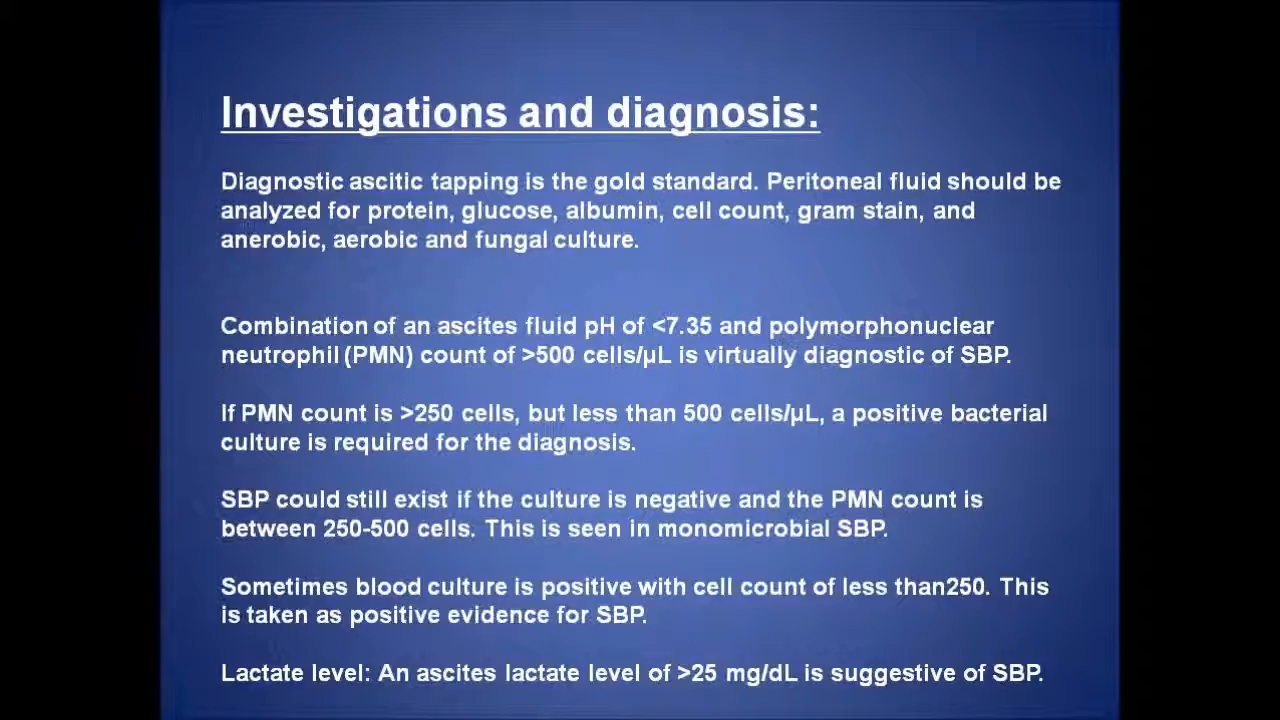 Investigations and diagnosis:
Diagnostic ascitic tapping is the gold standard. Peritoneal fluid should be
analyzed for protein, glucose, albumin, cell count, gram stain, and
anerobic, aerobic and fungal culture.
Combination of an ascites fluid pH of <7.35 and polymorphonuclear
neutrophil (PMN) count of >500 cells/µL is virtually diagnostic of SBP.
If PMN count is >250 cells, but less than 500 cells/µL, a positive bacterial
culture is required for the diagnosis.
SBP could still exist if the culture is negative and the PMN count is
between 250-500 cells. This is seen in monomicrobial SBP.
Sometimes blood culture is positive with cell count of less than250. This
is taken as positive evidence for SBP.
Lactate level: An ascites lactate level of >25 mg/dL is suggestive of SBP.